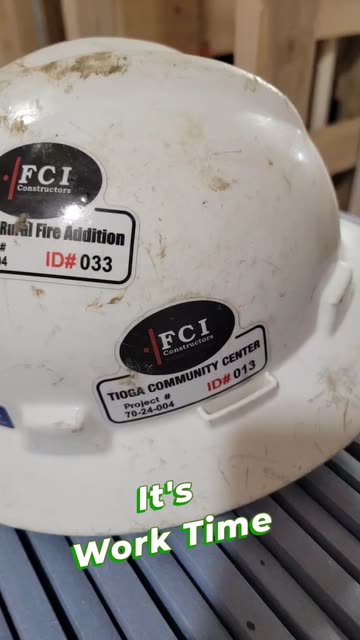 FCI
Constructors
Rural Fire Addition
#
04
ID# 033
FCI
Constructors
TIOGA COMMUNITY CENTER
Project #
70-24-004
ID# 013
It's
Work Time